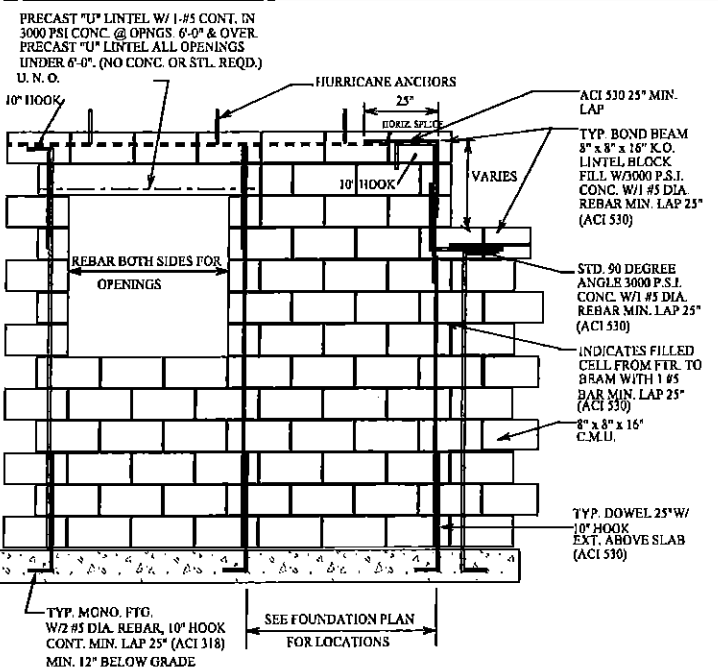 PRECAST "U" LINTEL W/ 1-#5 CONT. IN
3000 PSI CONC. @ OPNGS. 6'-0" & OVER.
PRECAST "U" LINTEL ALL OPENINGS
UNDER 6'-0". (NO CONC. OR STL. REQD.)
U. N. O.
10" HOOK
HURRICANE ANCHORS
25"
HORIZ. SPLICE
10" HOOK
VARIES
ACI 530 25" MIN.
LAP
TYP. BOND BEAM
8" x 8" x 16" K.O.
LINTEL BLOCK
FILL W/3000 P.S.I.
CONC. W/1 #5 DIA.
REBAR MIN. LAP 25"
(ACI 530)
REBAR BOTH SIDES FOR
OPENINGS
STD. 90 DEGREE
ANGLE 3000 P.S.I.
CONC. W/1 #5 DIA.
REBAR MIN. LAP 25"
(ACI 530)
INDICATES FILLED
CELL FROM FTR. TO
BEAM WITH 1 #5
BAR MIN. LAP 25"
(ACI 530)
8" x 8" x 16"
C.M.U.
TYP. DOWEL 25" W/
10" HOOK
EXT. ABOVE SLAB
(ACI 530)
TYP. MONO. FTG.
W/2 #5 DIA. REBAR, 10" HOOK
CONT. MIN. LAP 25" (ACI 318)
MIN. 12" BELOW GRADE
SEE FOUNDATION PLAN
FOR LOCATIONS